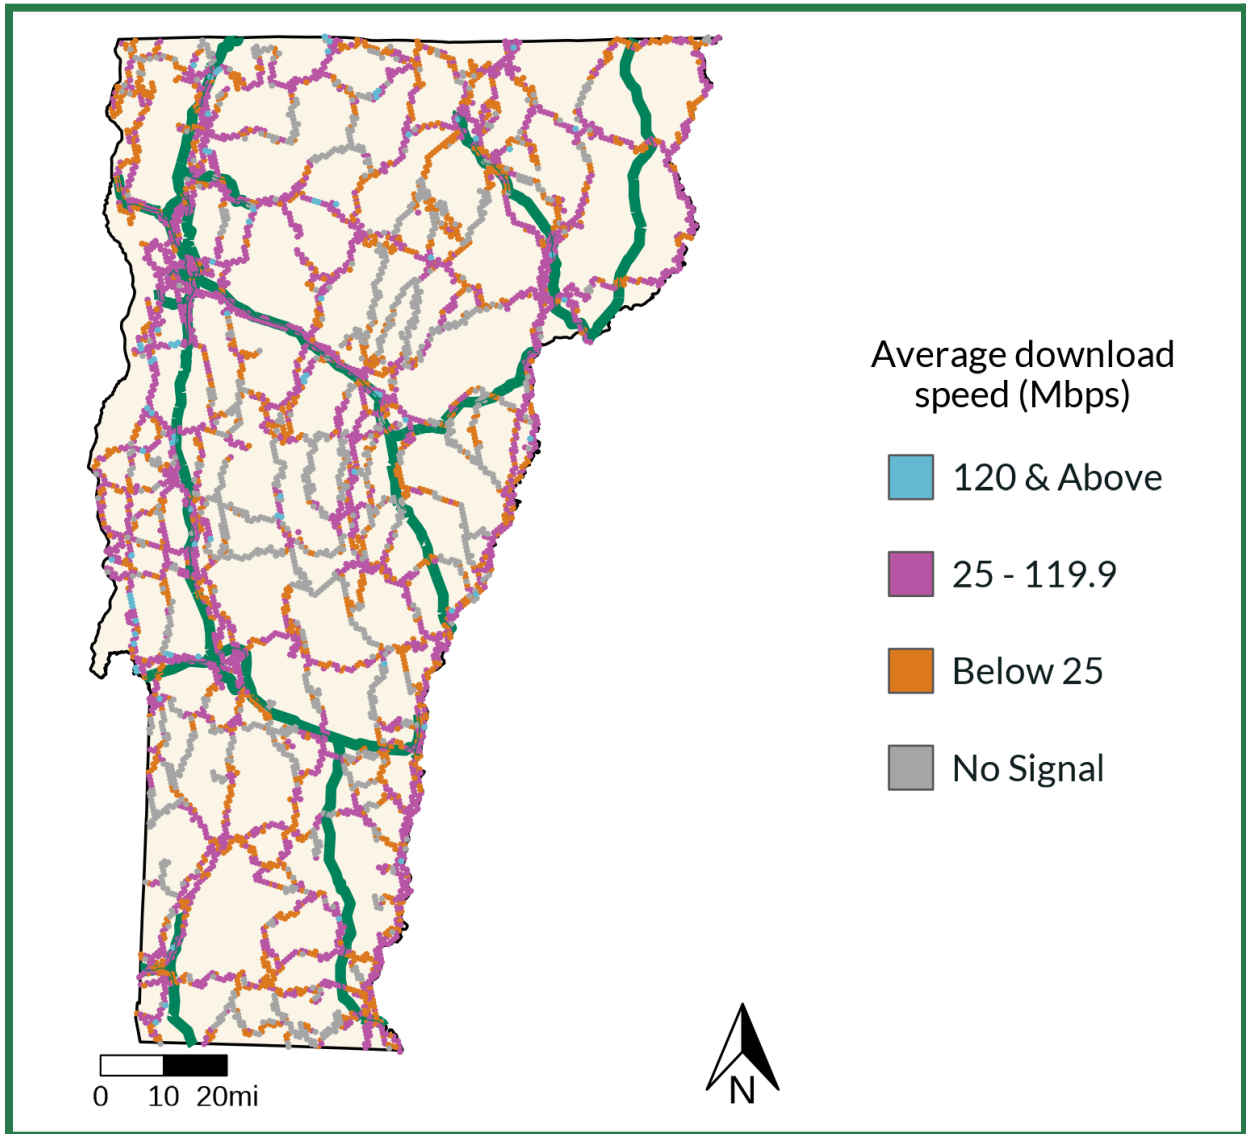 Average download
speed (Mbps)
120 & Above
25 - 119.9
Below 25
No Signal
0 10 20mi
N